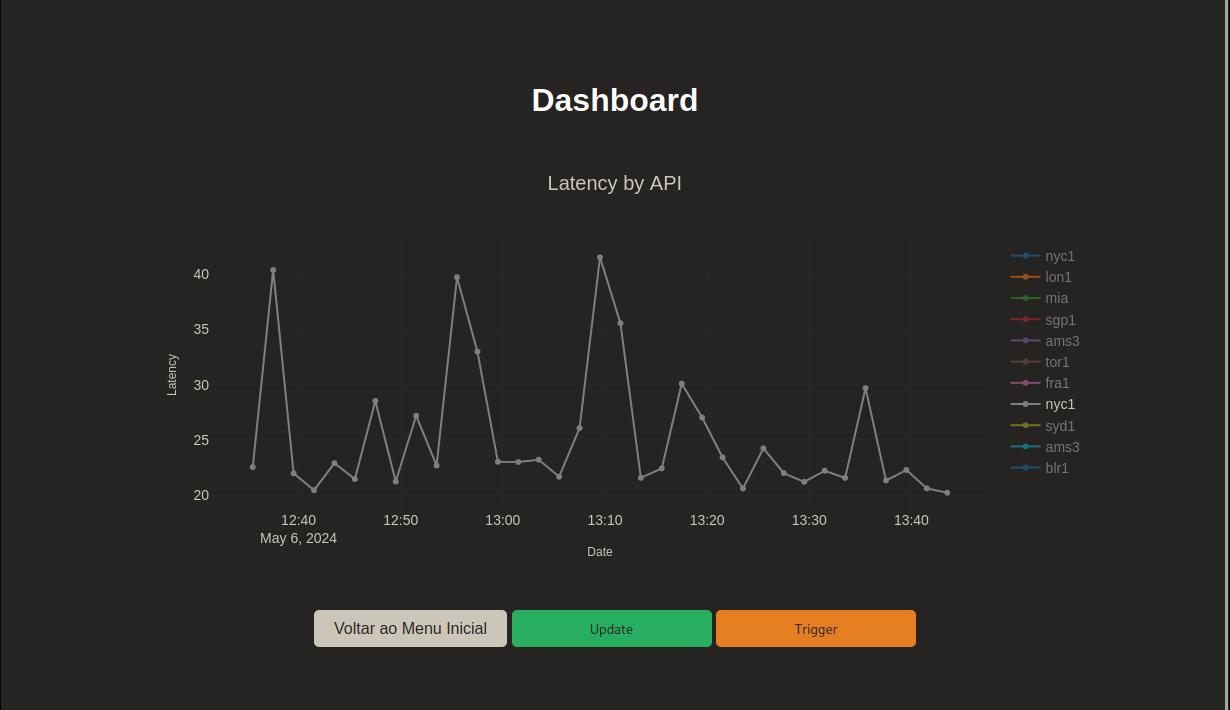 Dashboard
Latency by API
40
35
30
25
20
Latency
12:40
12:50
13:00
13:10
13:20
13:30
13:40
May 6, 2024
Date
nyc1
lon1
mia
sgp1
ams3
tor1
fra1
nyc1
syd1
ams3
blr1
Voltar ao Menu Inicial
Update
Trigger